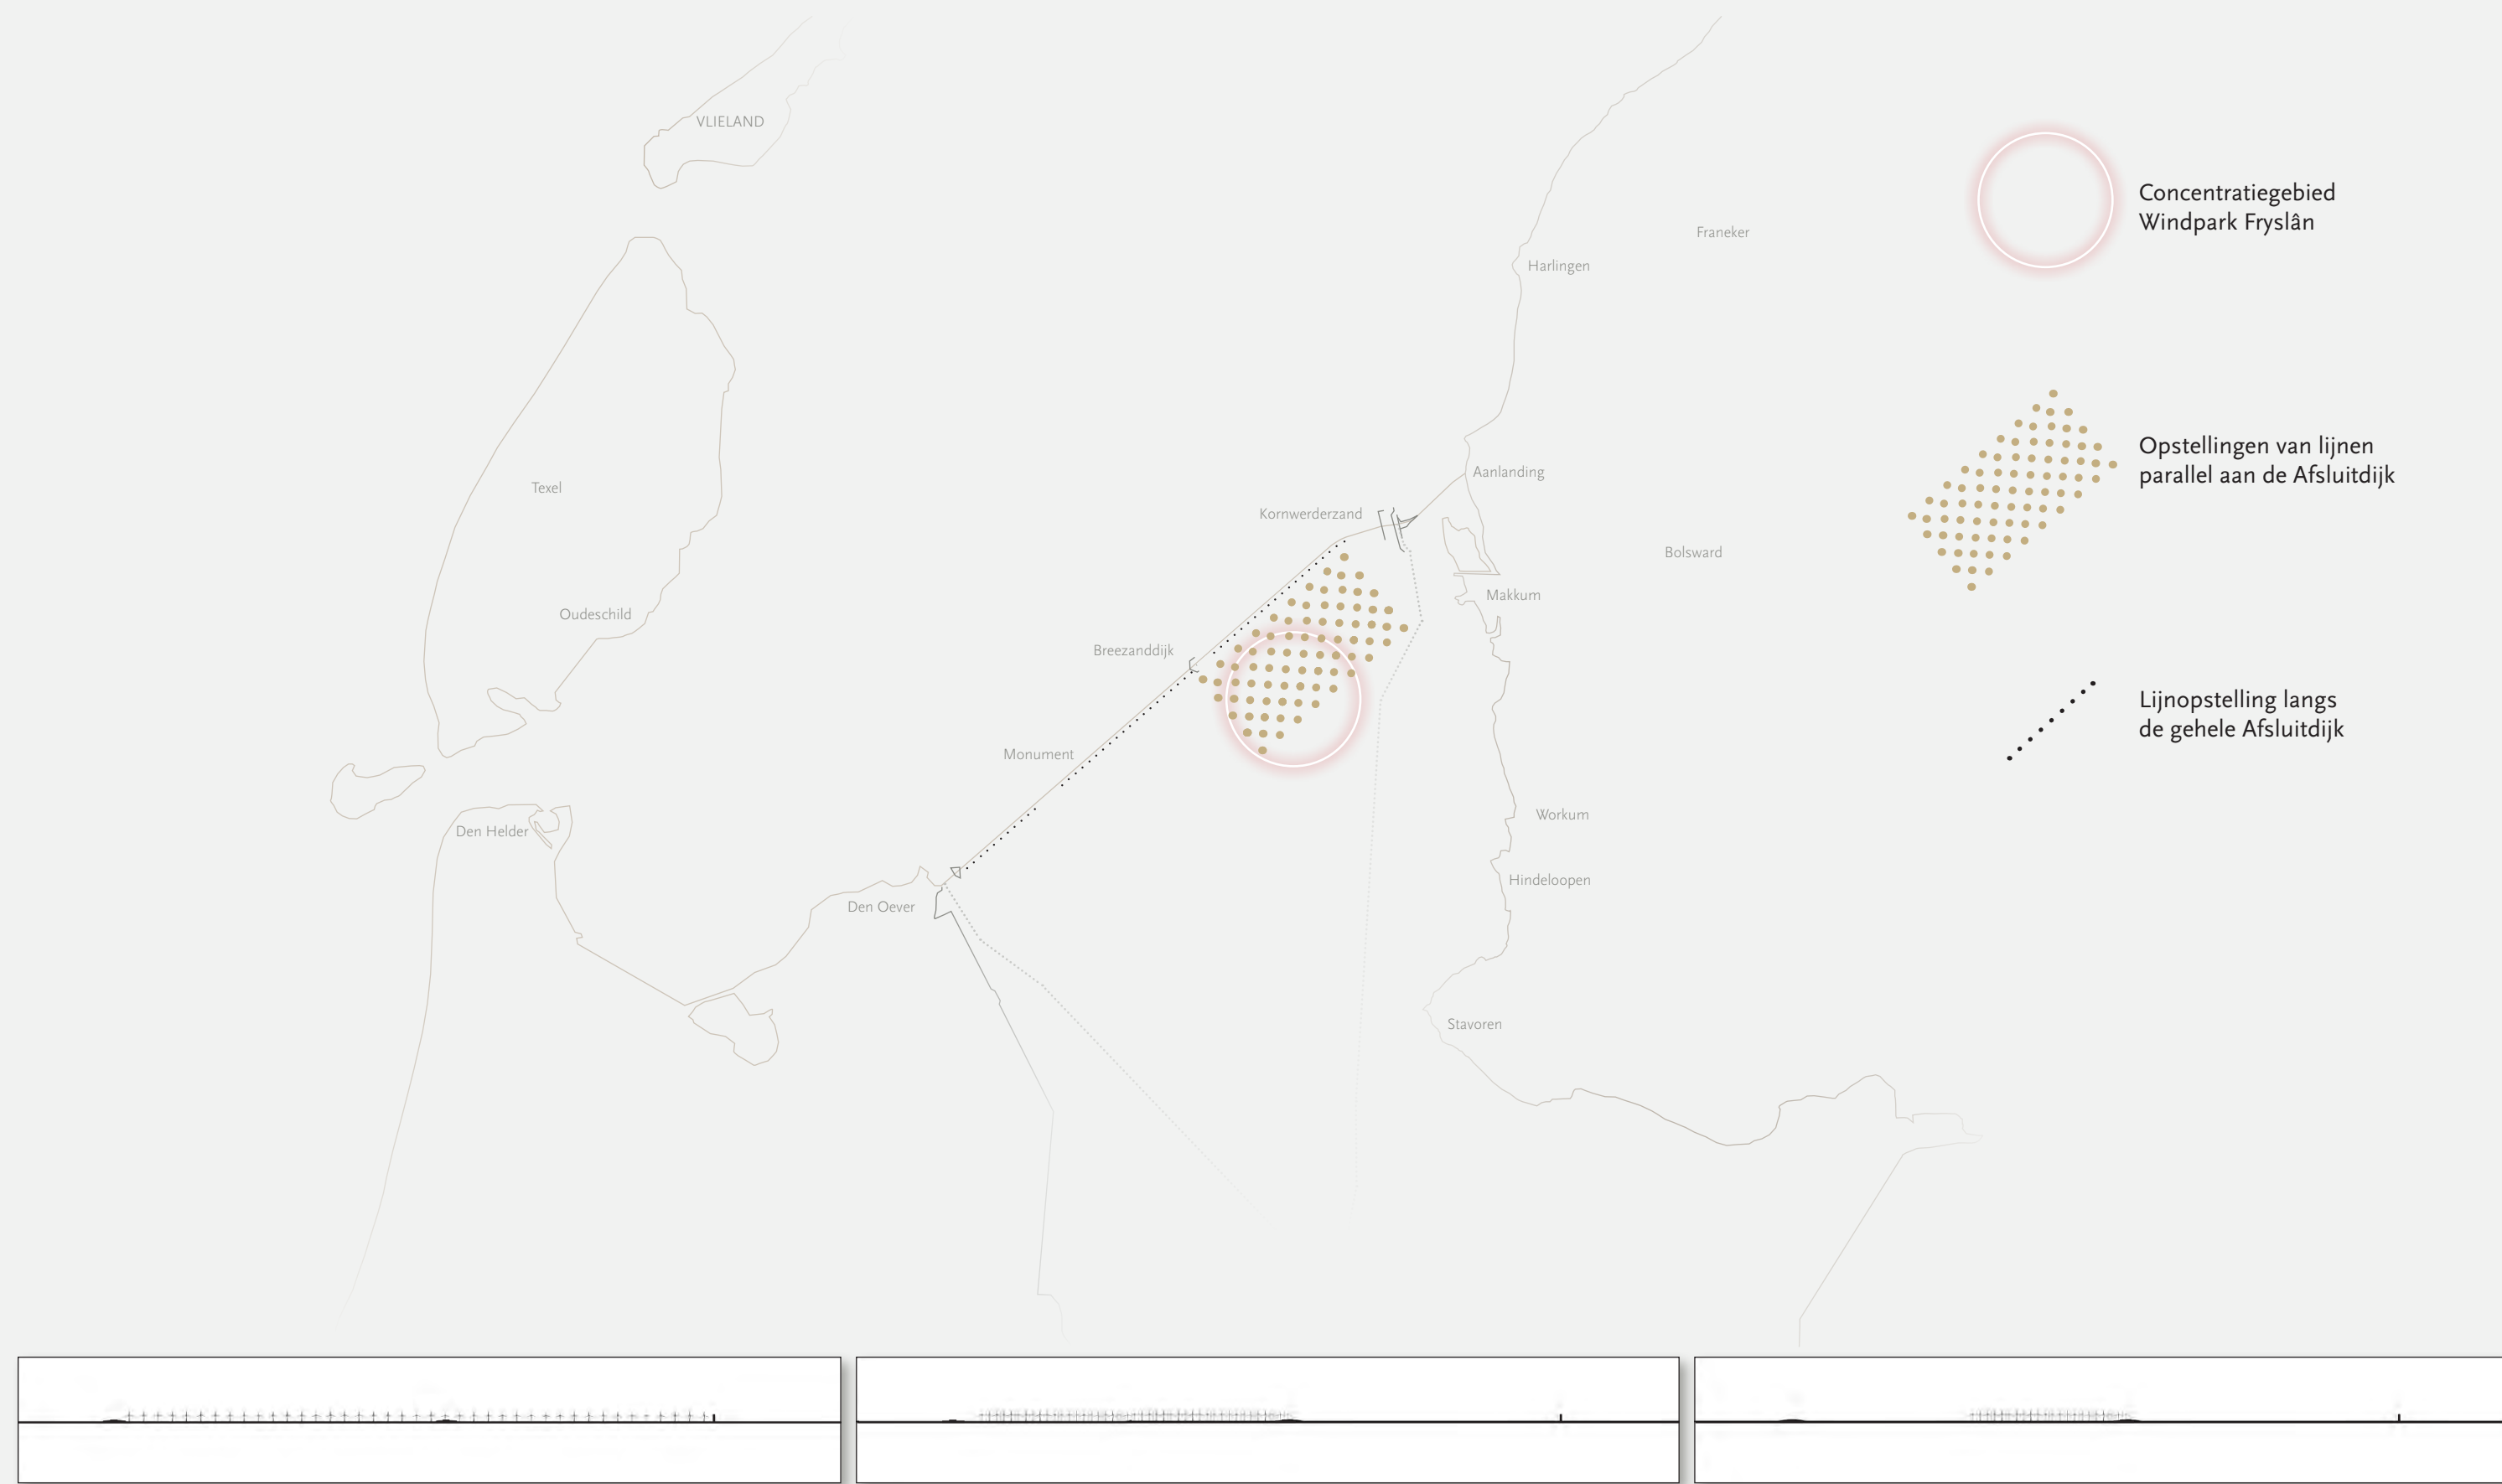 VLIELAND
Concentratiegebied
Windpark Fryslân
Franeker
Harlingen
Opstellingen van lijnen
parallel aan de Afsluitdijk
Aanlanding
Texel
Kornwerderzand
Bolsward
Makkum
Oudeschild
Breezanddijk
Lijnopstelling langs
de gehele Afsluitdijk
Monument
Workum
Den Helder
Hindeloopen
Den Oever
Stavoren